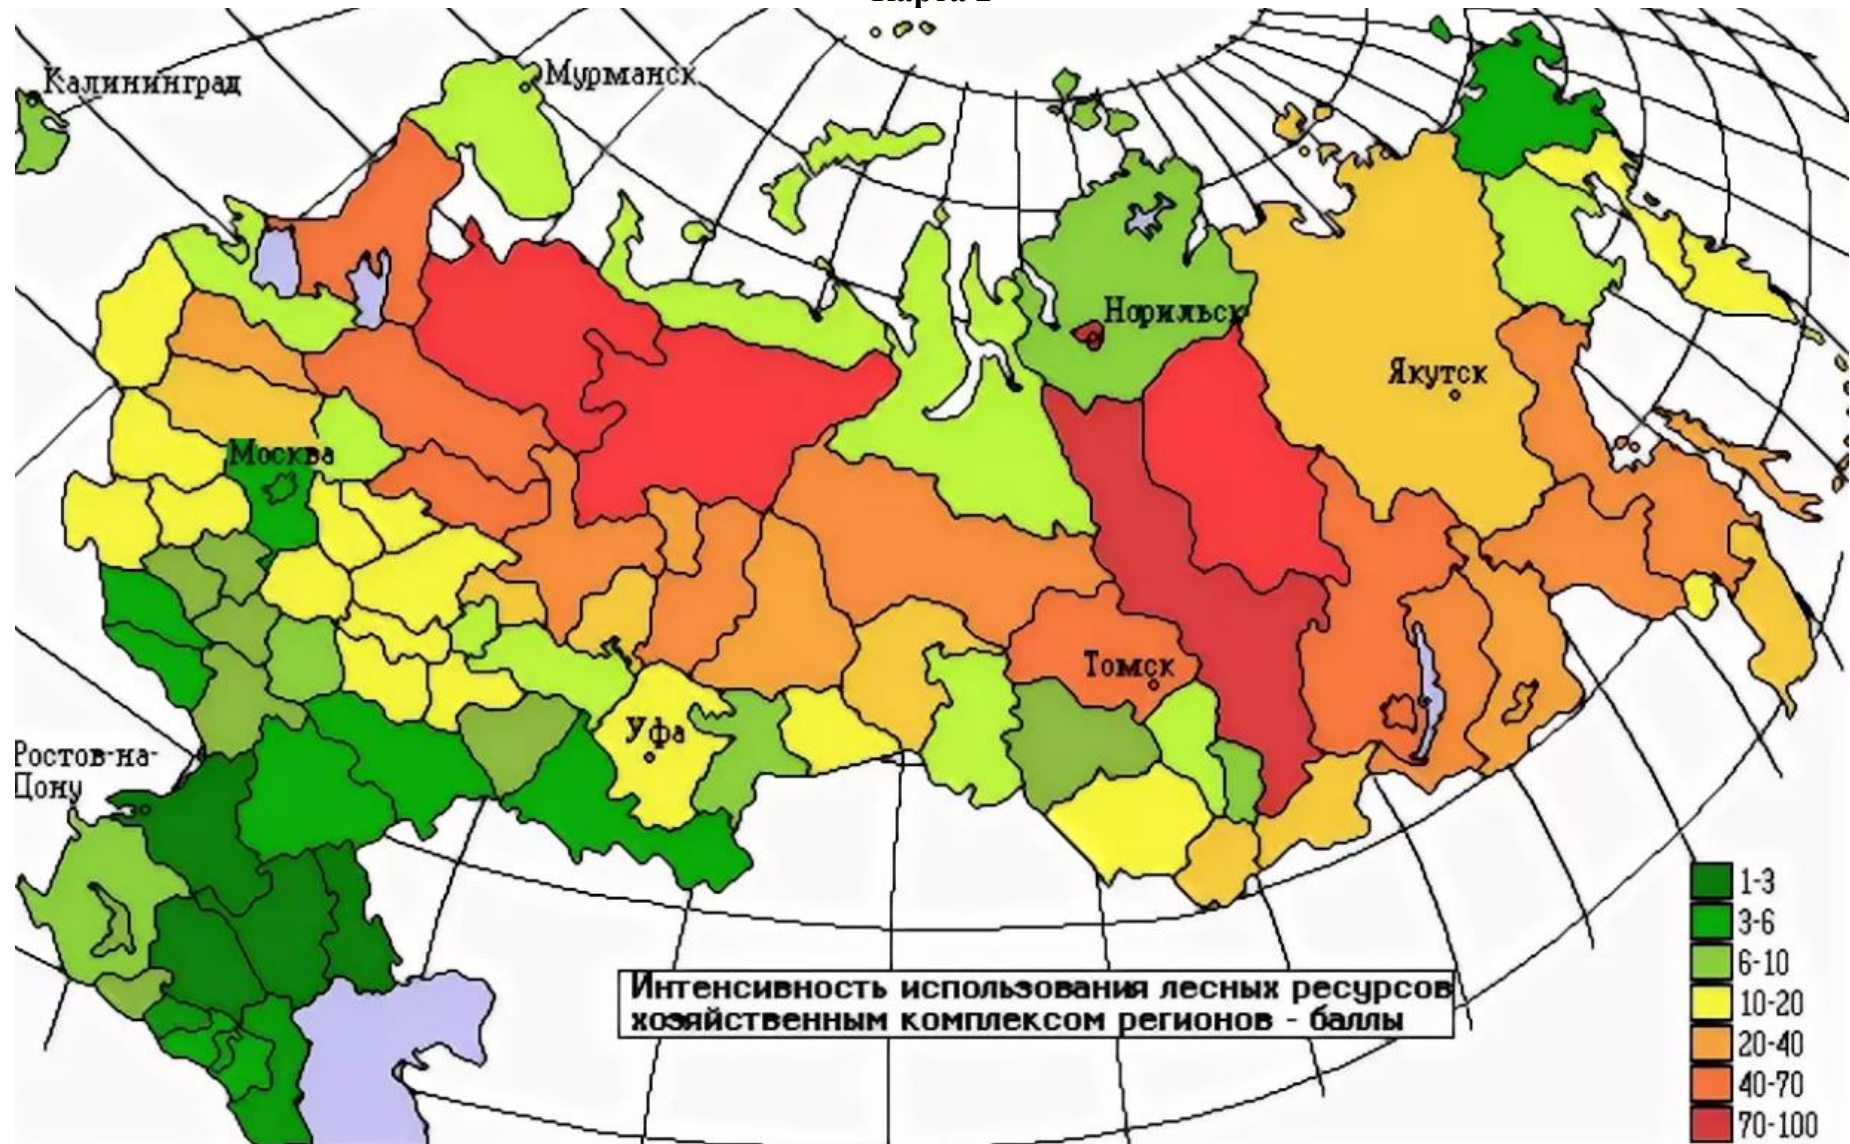 Калининград
Мурманск
Норильск
Якутск
Москва
Томск
Уфа
Ростов-на-
Дону
Интенсивность использования лесных ресурсов
хозяйственным комплексом регионов - баллы
1-3
3-6
6-10
10-20
20-40
40-70
70-100